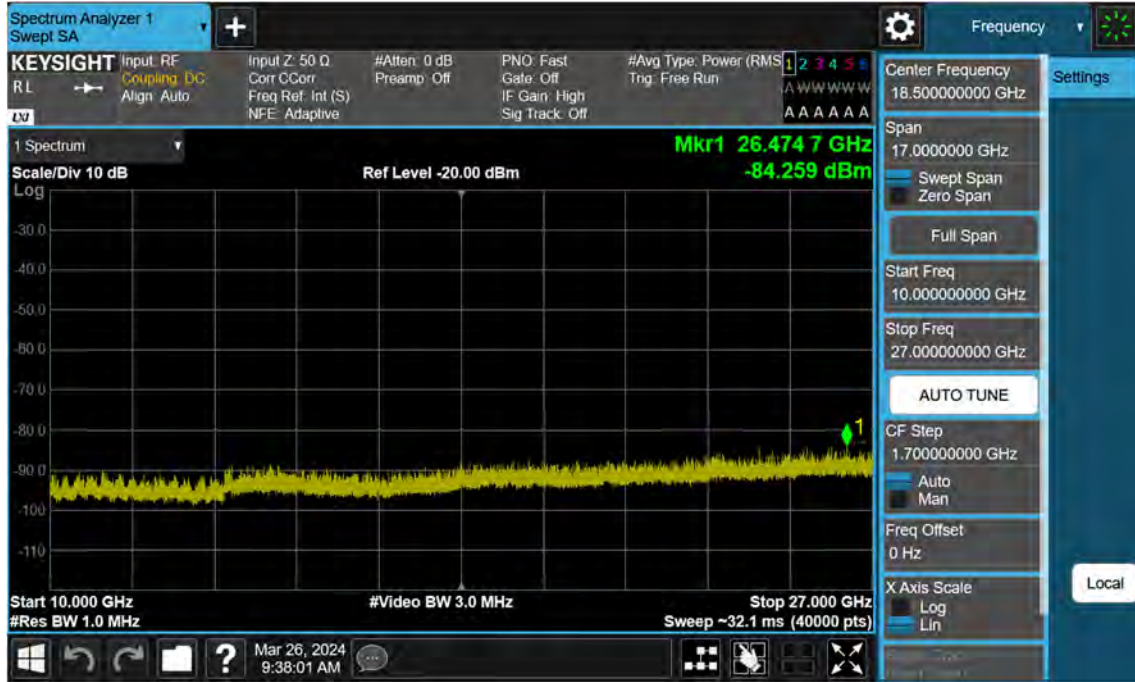 Spectrum Analyzer 1
Swept SA
+
Frequency
KEYSIGHT
RL
LXI
Input: RF
Coupling: DC
Align: Auto
Input Z: 50 Ω
Corr CCorr
Freq Ref: Int (S)
NFE: Adaptive
#Atten: 0 dB
Preamp: Off
PNO: Fast
Gate: Off
IF Gain: High
Sig Track: Off
#Avg Type: Power (RMS
Trig: Free Run
1 2 3 4 5 6
A W W W W W
A A A A A A
1 Spectrum
Scale/Div 10 dB
Log
Ref Level -20.00 dBm
Mkr1 26.474 7 GHz
-84.259 dBm
-30.0
-40.0
-50.0
-60.0
-70.0
-80.0
-90.0
-100
-110
1
Start 10.000 GHz
#Res BW 1.0 MHz
#Video BW 3.0 MHz
Stop 27.000 GHz
Sweep ~32.1 ms (40000 pts)
Center Frequency
18.500000000 GHz
Span
17.0000000 GHz
Swept Span
Zero Span
Full Span
Start Freq
10.000000000 GHz
Stop Freq
27.000000000 GHz
AUTO TUNE
CF Step
1.700000000 GHz
Auto
Man
Freq Offset
0 Hz
X Axis Scale
Log
Lin
Settings
Local
?
Mar 26, 2024
9:38:01 AM